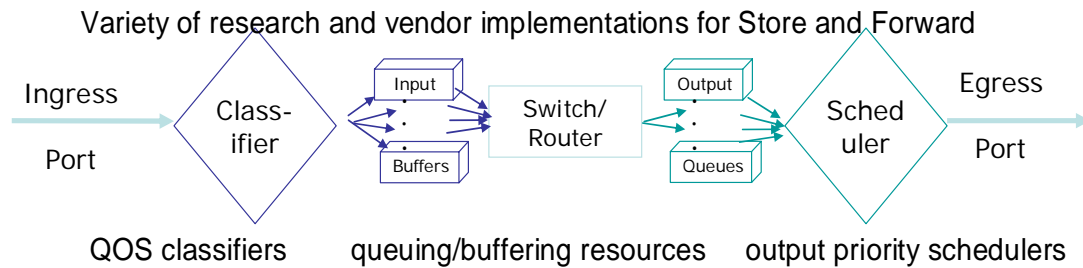 Variety of research and vendor implementations for Store and Forward
Ingress
Port
Class-
ifier
Input
Buffers
Switch/
Router
Output
Queues
Sched
uler
Egress
Port
QOS classifiers
queuing/buffering resources
output priority schedulers